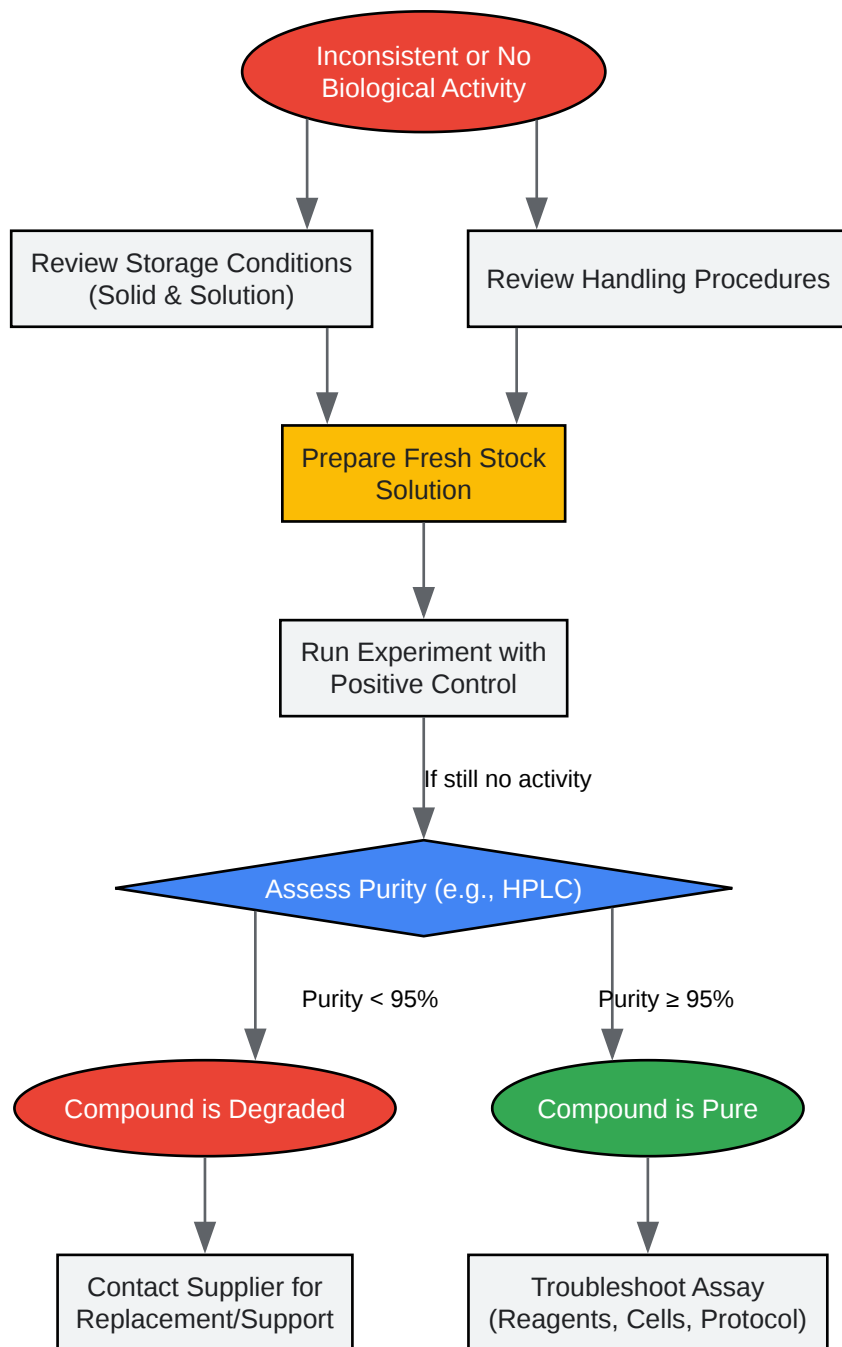 Inconsistent or No
Biological Activity
Review Storage Conditions
(Solid & Solution)
Review Handling Procedures
Prepare Fresh Stock
Solution
Run Experiment with
Positive Control
If still no activity
Assess Purity (e.g., HPLC)
Purity < 95%
Purity ≥ 95%
Compound is Degraded
Compound is Pure
Contact Supplier for
Replacement/Support
Troubleshoot Assay
(Reagents, Cells, Protocol)